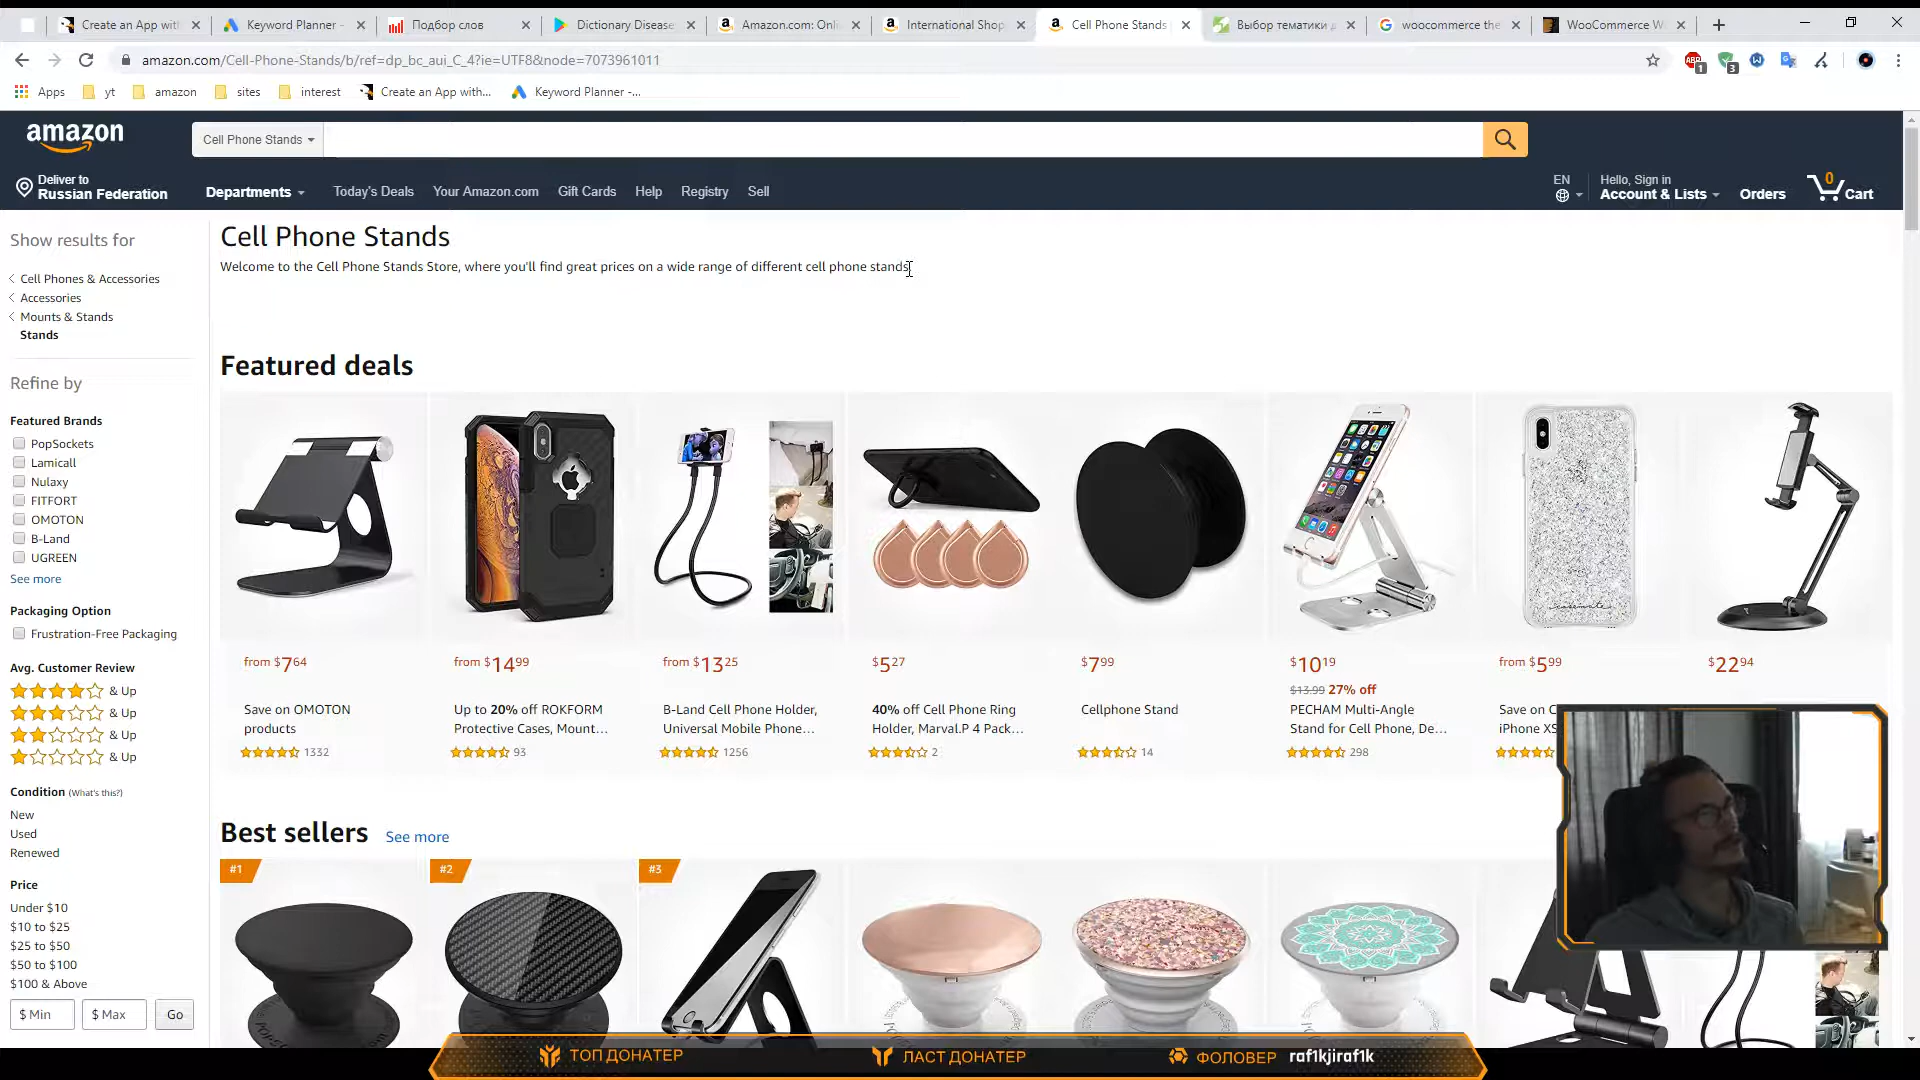 Create an App wit
Keyword Planner -
Подбор слов
Dictionary Disease
Amazon.com: Onl
International Shop
Cell Phone Stands
Выбор тематики д
woocommerce the
WooCommerce W
amazon.com/Cell-Phone-Stands/b/ref=dp_bc_aui_C_4?ie=UTF8&node=7073961011
Apps
yt
amazon
sites
interest
Create an App with...
Keyword Planner -...
amazon
Cell Phone Stands
Deliver to
Russian Federation
Departments
Today's Deals
Your Amazon.com
Gift Cards
Help
Registry
Sell
EN
Hello, Sign in
Account & Lists
Orders
0
Cart
Show results for
Cell Phones & Accessories
Accessories
Mounts & Stands
Stands
Refine by
Featured Brands
PopSockets
Lamicall
Nulaxy
FITFORT
OMOTON
B-Land
UGREEN
See more
Packaging Option
Frustration-Free Packaging
Avg. Customer Review
& Up
& Up
& Up
& Up
Condition (What's this?)
New
Used
Renewed
Price
Under $10
$10 to $25
$25 to $50
$50 to $100
$100 & Above
$ Min
$ Max
Go
Cell Phone Stands
Welcome to the Cell Phone Stands Store, where you'll find great prices on a wide range of different cell phone stands.
Featured deals
from $7 64
Save on OMOTON
products
1332
from $14 99
Up to 20% off ROKFORM
Protective Cases, Mount...
93
from $13 25
B-Land Cell Phone Holder,
Universal Mobile Phone...
1256
$5 27
40% off Cell Phone Ring
Holder, Marval.P 4 Pack...
2
$7 99
Cellphone Stand
14
$10 19
$13.99 27% off
PECHAM Multi-Angle
Stand for Cell Phone, De...
298
from $5 99
Save on C
iPhone XS
$22 94
Best sellers
See more
#1
#2
#3
ТОП ДОНАТЕР
ЛАСТ ДОНАТЕР
ФОЛОВЕР
raf1kjiraf1k